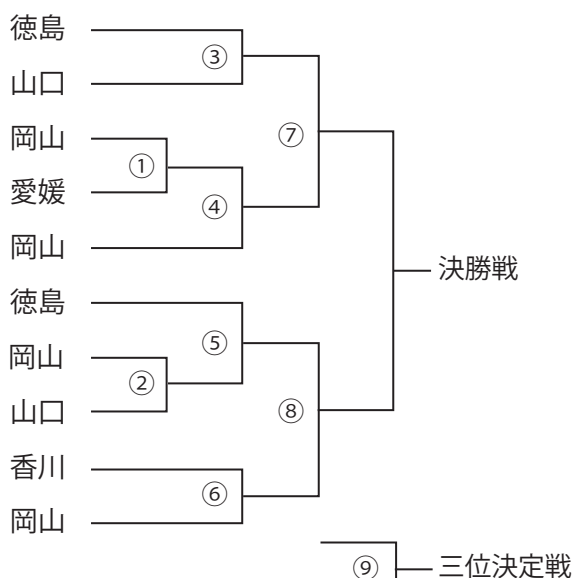 徳島
③
山口
岡山
①
⑦
愛媛
④
岡山
決勝戦
徳島
⑤
岡山
②
山口
⑧
香川
⑥
岡山
⑨
三位決定戦